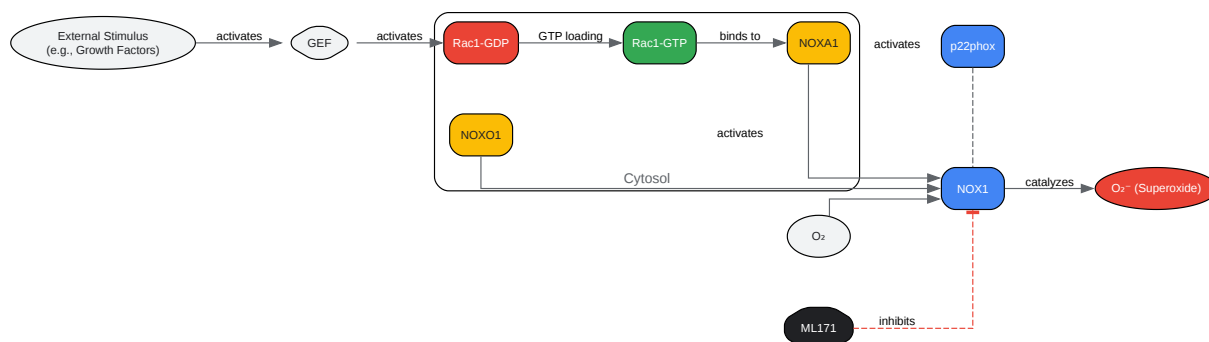 External Stimulus
(e.g., Growth Factors)
activates
GEF
activates
Rac1-GDP
GTP loading
Rac1-GTP
binds to
NOXA1
activates
p22phox
NOXO1
activates
Cytosol
NOX1
catalyzes
O₂⁻ (Superoxide)
O₂
ML171
inhibits